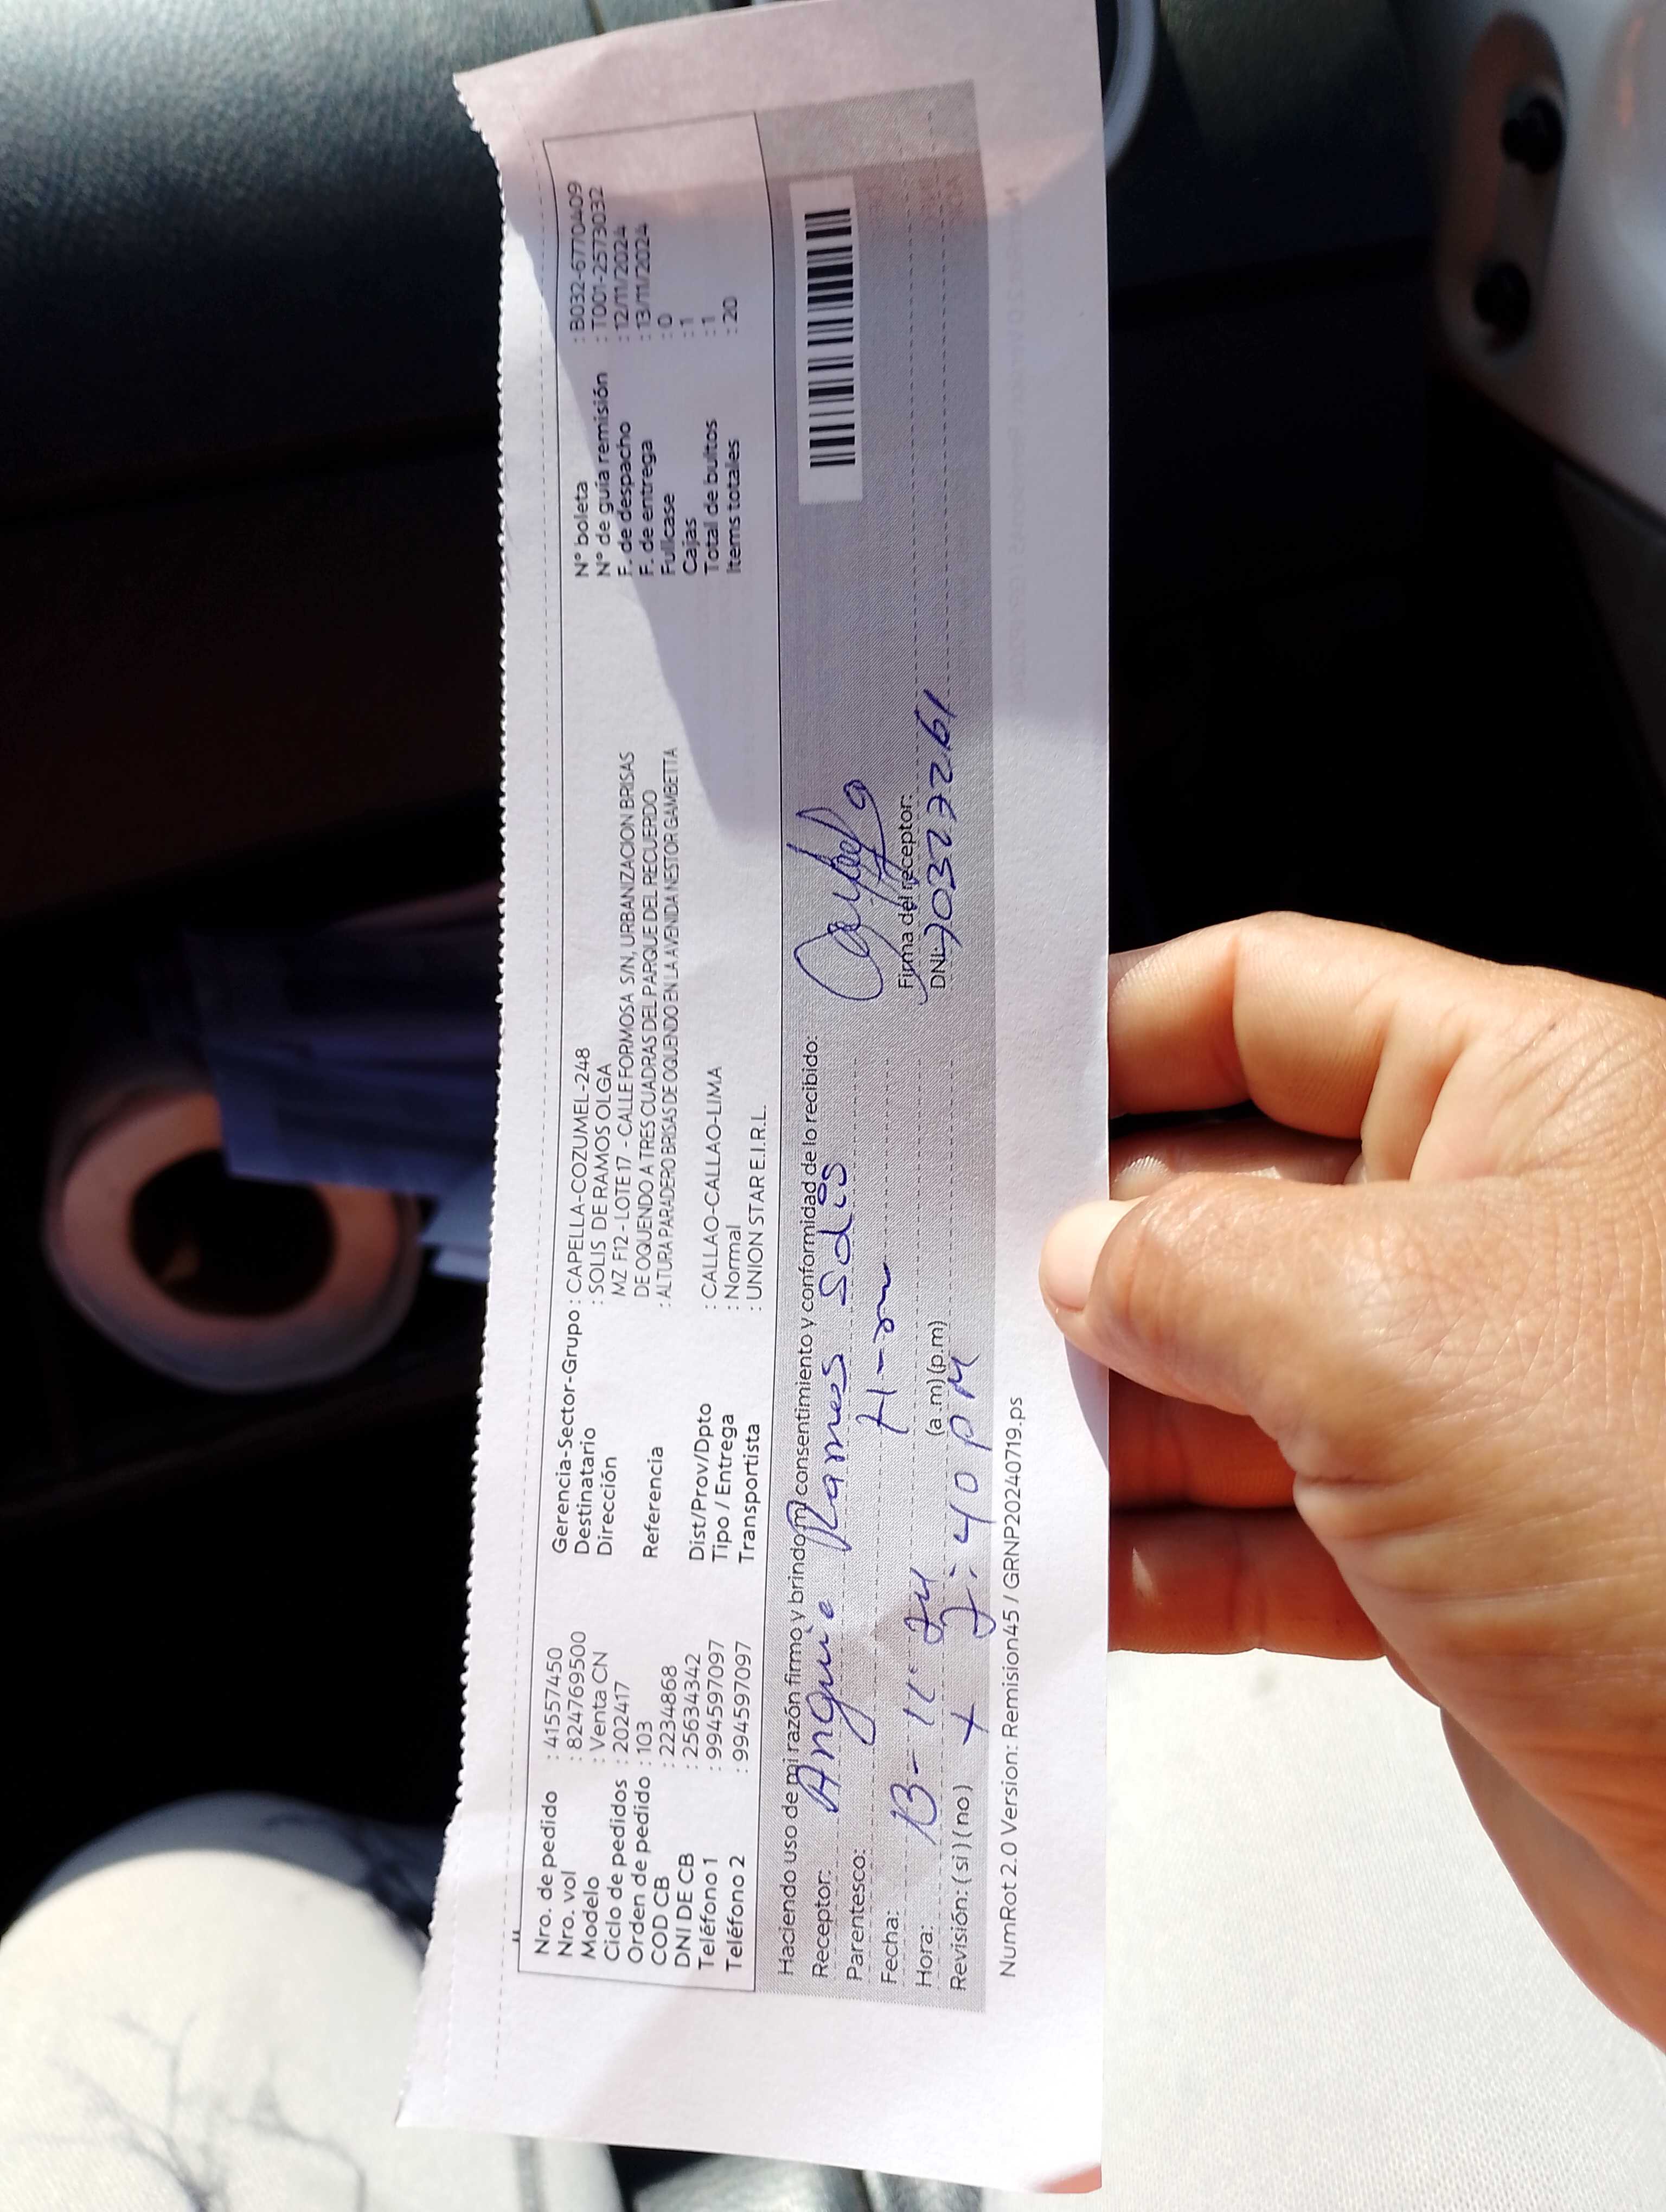 Nro. de pedido : 41557450
Nro. vol : 824769500
Modelo : Venta CN
Ciclo de pedidos : 202417
Orden de pedido : 103
COD CB : 2234868
DNI DE CB : 25634342
Teléfono 1 : 994597097
Teléfono 2 : 994597097
Gerencia-Sector-Grupo : CAPELLA-COZUMEL-248
Destinatario : SOLIS DE RAMOS OLGA
Dirección MZ F12 - LOTE 17 - CALLE FORMOSA S/N, URBANIZACION BRISAS
DE OQUENDO A TRES CUADRAS DEL PARQUE DEL RECUERDO
Referencia : ALTURA PARADERO BRISAS DE OQUENDO EN LA AVENIDA NESTOR GAMBETTA
Dist/Prov/Dpto : CALLAO-CALLAO-LIMA
Tipo / Entrega : Normal
Transportista : UNION STAR E.I.R.L.
N° boleta : B032-6770409
N° de guía remisión : T001-25773032
F. de despacho : 12/11/2024
F. de entrega : 13/11/2024
Fullcase : 0
Cajas : 1
Total de bultos : 1
Items totales : 20
Haciendo uso de mi razón firmo y brindo mi consentimiento y conformidad de lo recibido:
Receptor: Anguie Ramos Solis
Parentesco:
Fecha: 13-11-24
Hora: 2:40 PM (a.m) (p.m)
Revisión: (si) (no)
Firma del receptor:
DNI: 70327261
NumRot 2.0 Version: Remision45 / GRNP20240719.ps